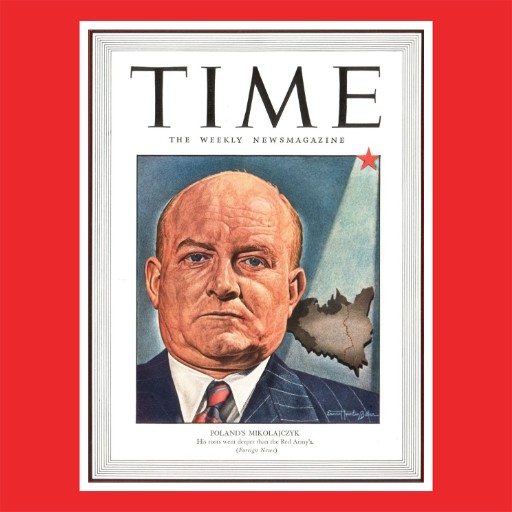 TIME
THE WEEKLY NEWSMAGAZINE
POLAND'S MIKOLAJCZYK
His roots went deeper than the Red Army's.
(Foreign News)